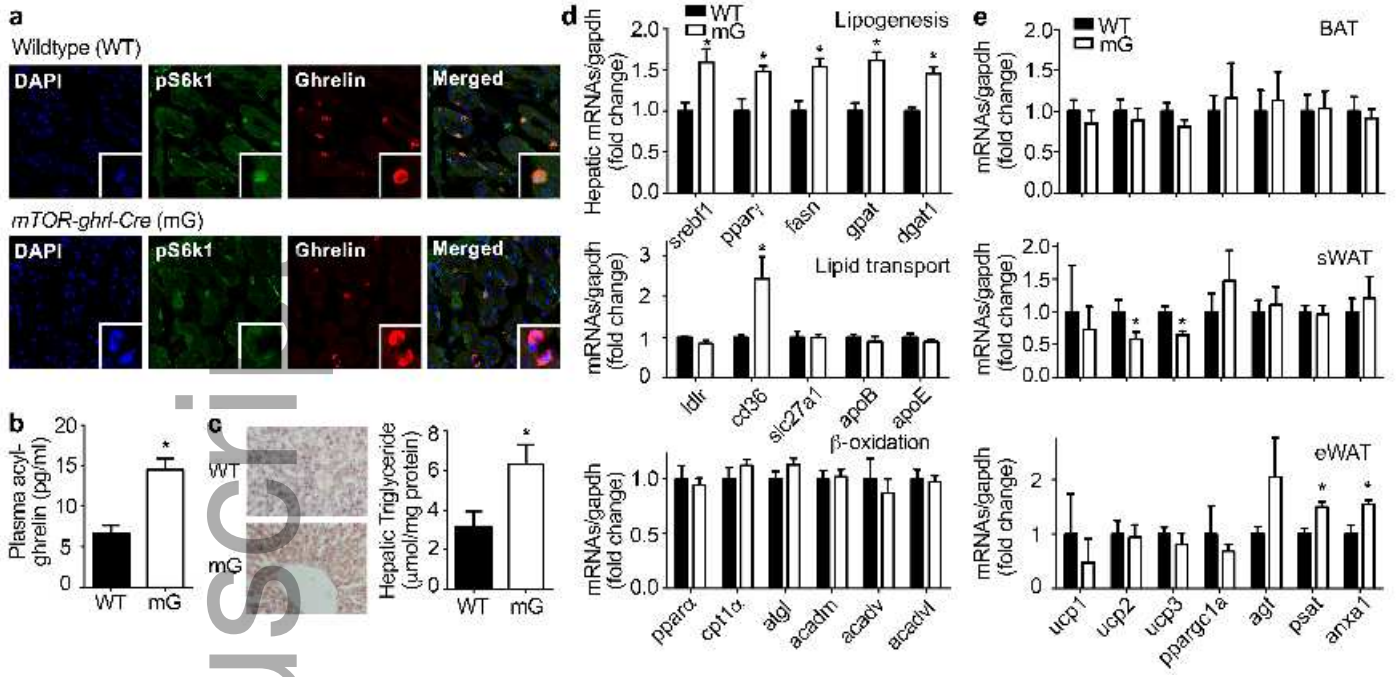 a
Wildtype (WT)
DAPI pS6k1 Ghrelin Merged
mTOR-ghrl-Cre (mG)
DAPI pS6k1 Ghrelin Merged
b
Plasma acyl-
ghrelin (pg/ml)
20
15
10
5
0
WT mG
*
c
WT
mG
Hepatic Triglyceride
(μmol/mg protein)
8
6
4
2
0
WT mG
*
d
WT
mG
Lipogenesis
Hepatic mRNAs/gapdh
(fold change)
2.0
1.5
1.0
0.5
0.0
* * * * *
srebf1 pparγ fasn gpat dgat1
Lipid transport
mRNAs/gapdh
(fold change)
3
2
1
0
*
ldlr cd36 slc27a1 apoB apoE
β-oxidation
mRNAs/gapdh
(fold change)
1.0
0.5
0.0
pparα cpt1α atgl acadm acadv acadvl
e
WT
mG
BAT
mRNAs/gapdh
(fold change)
2.0
1.5
1.0
0.5
0.0
sWAT
mRNAs/gapdh
(fold change)
2.0
1.5
1.0
0.5
0.0
* *
eWAT
mRNAs/gapdh
(fold change)
2
1
0
* *
ucp1 ucp2 ucp3 ppargc1a agt psat anxa1